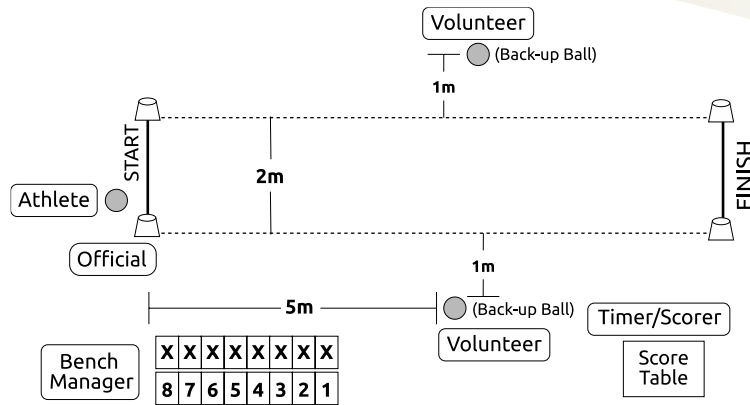 Volunteer
(Back-up Ball)
1m
START
2m
FINISH
Athlete
Official
1m
5m
(Back-up Ball)
Volunteer
Timer/Scorer
Score
Table
Bench
Manager
X X X X X X X X
8 7 6 5 4 3 2 1